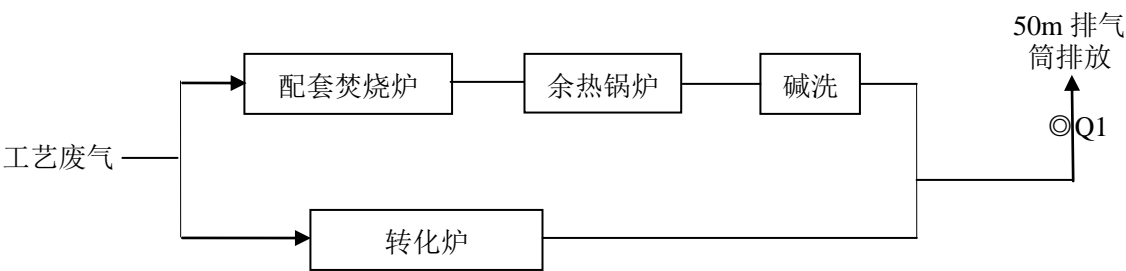 50m 排气
筒排放
配套焚烧炉
余热锅炉
碱洗
◎Q1
工艺废气
转化炉